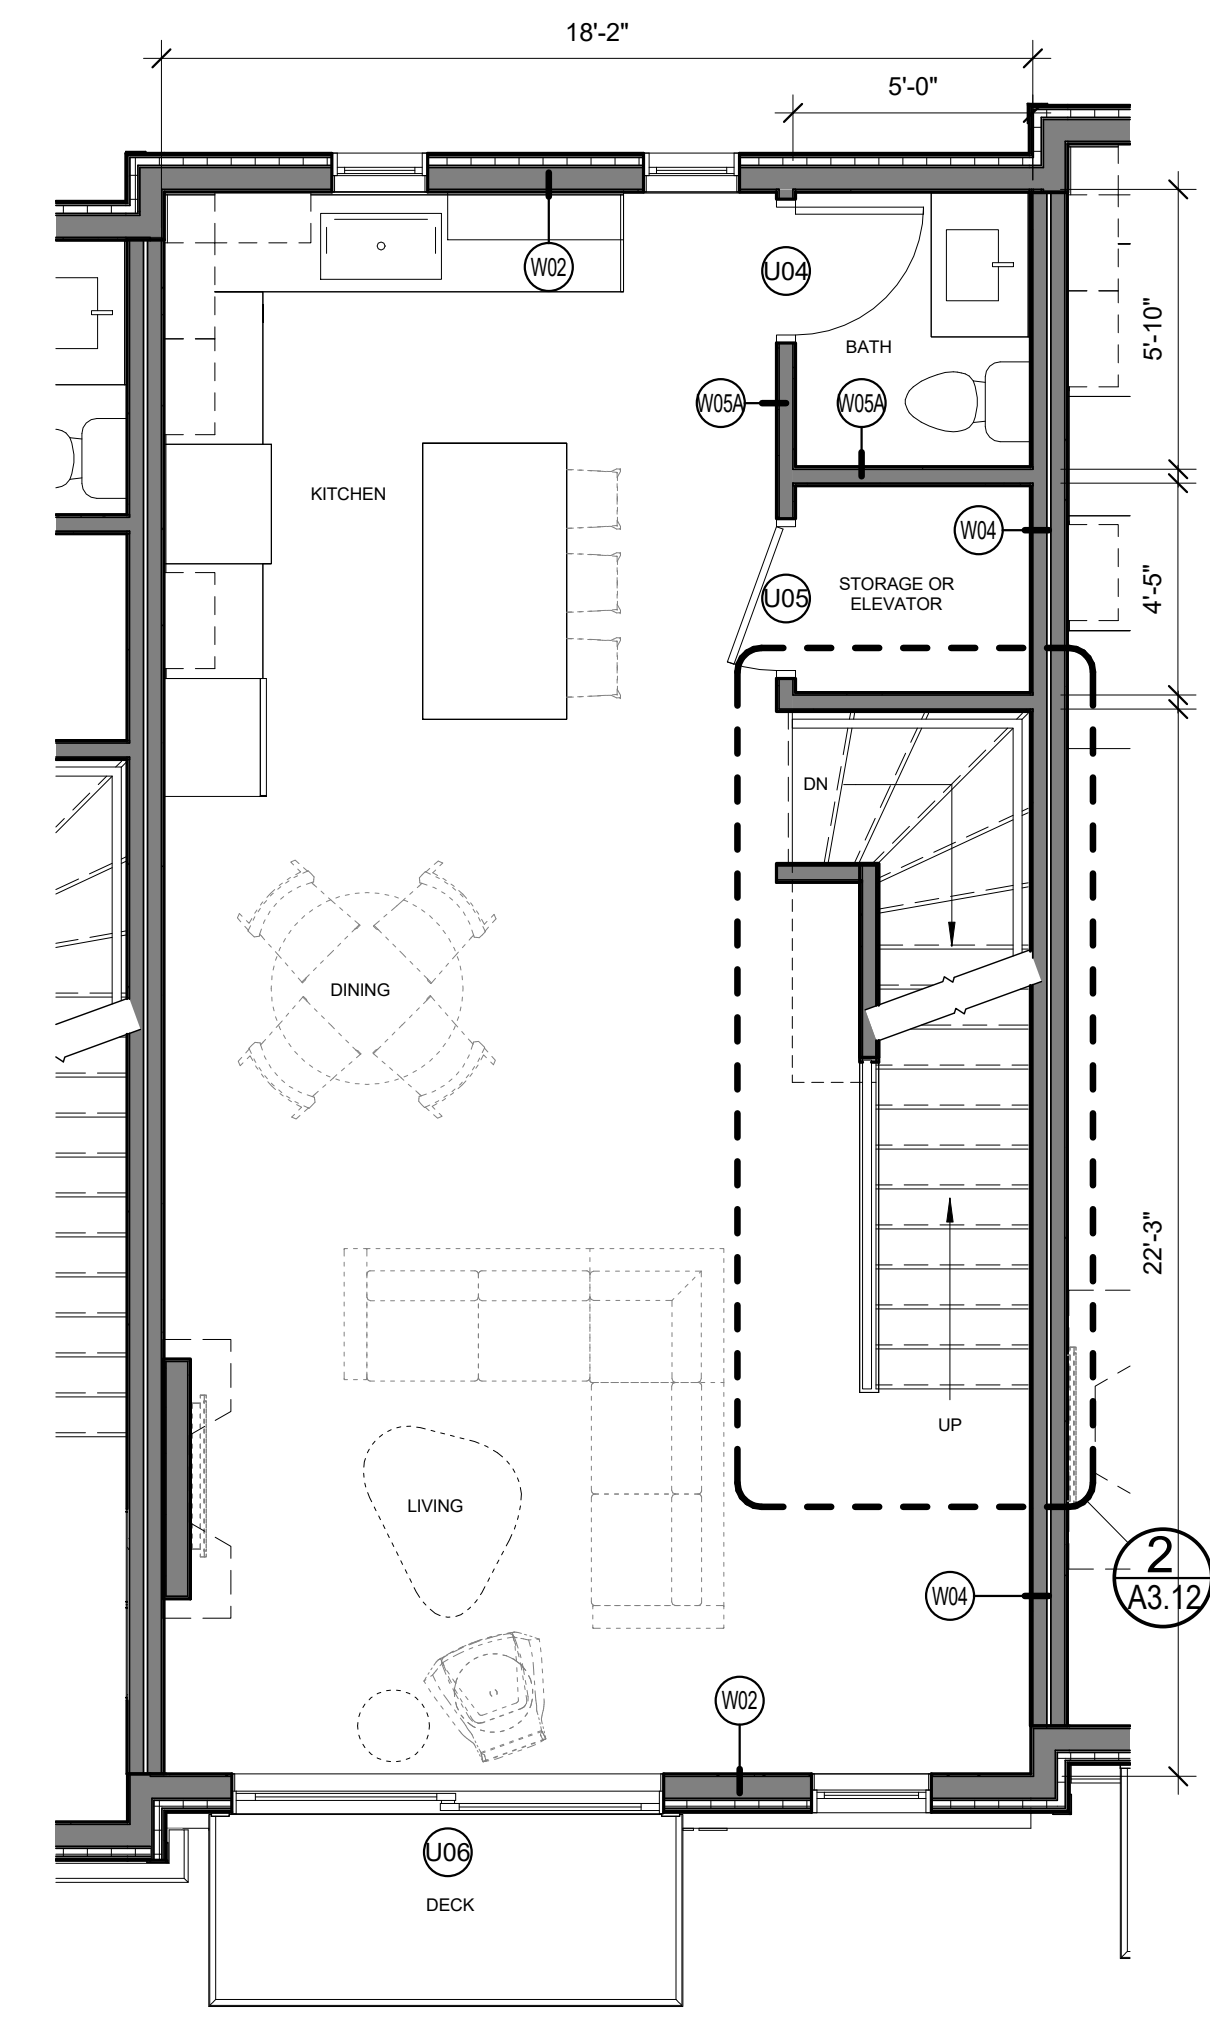 18'-2"
5'-0"
W02
U04
5'-10"
BATH
W05A
W05A
KITCHEN
W04
STORAGE OR
ELEVATOR
U05
4'-5"
DN
DINING
22'-3"
UP
LIVING
2
A3.12
W04
W02
U06
DECK